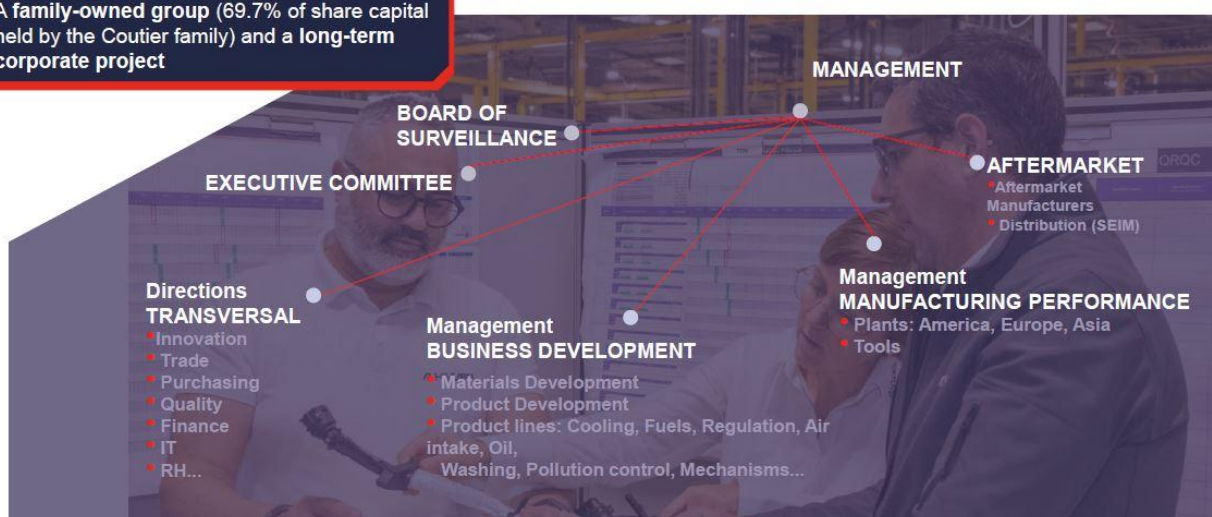 A family-owned group (69.7% of share capital
held by the Coutier family) and a long-term
corporate project
MANAGEMENT
BOARD OF
SURVEILLANCE
EXECUTIVE COMMITTEE
AFTERMARKET
Aftermarket
Manufacturers
Distribution (SEIM)
QRQC
Directions
TRANSVERSAL
Innovation
Trade
Purchasing
Quality
Finance
IT
RH...
Management
BUSINESS DEVELOPMENT
Materials Development
Product Development
Product lines: Cooling, Fuels, Regulation, Air
intake, Oil,
Washing, Pollution control, Mechanisms...
Management
MANUFACTURING PERFORMANCE
Plants: America, Europe, Asia
Tools